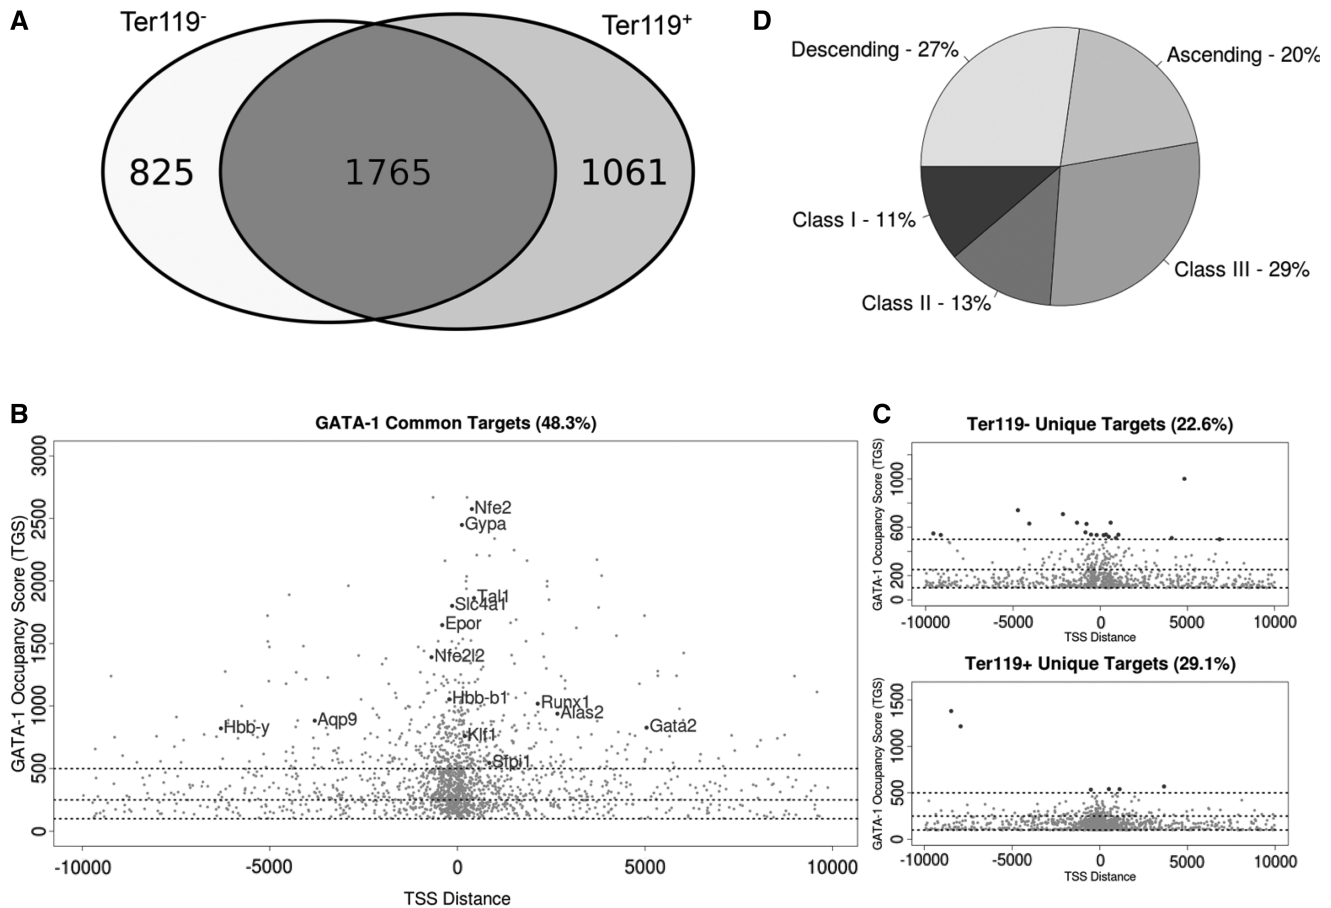 A
Ter119-
Ter119+
825
1765
1061
D
Descending - 27%
Ascending - 20%
Class I - 11%
Class II - 13%
Class III - 29%
B
GATA-1 Common Targets (48.3%)
GATA-1 Occupancy Score (TGS)
3000
2500
2000
1500
1000
500
0
Nfe2
Gypa
Tal1
Slc4a1
Epor
Nfe2l2
Hbb-b1
Runx1
Alas2
Hbb-y
Aqp9
Gata2
Klf1
Sfpi1
-10000
-5000
0
5000
10000
TSS Distance
C
Ter119- Unique Targets (22.6%)
GATA-1 Occupancy Score (TGS)
1000
600
200
0
-10000
-5000
0
5000
10000
TSS Distance
Ter119+ Unique Targets (29.1%)
GATA-1 Occupancy Score (TGS)
1500
1000
500
0
-10000
-5000
0
5000
10000
TSS Distance